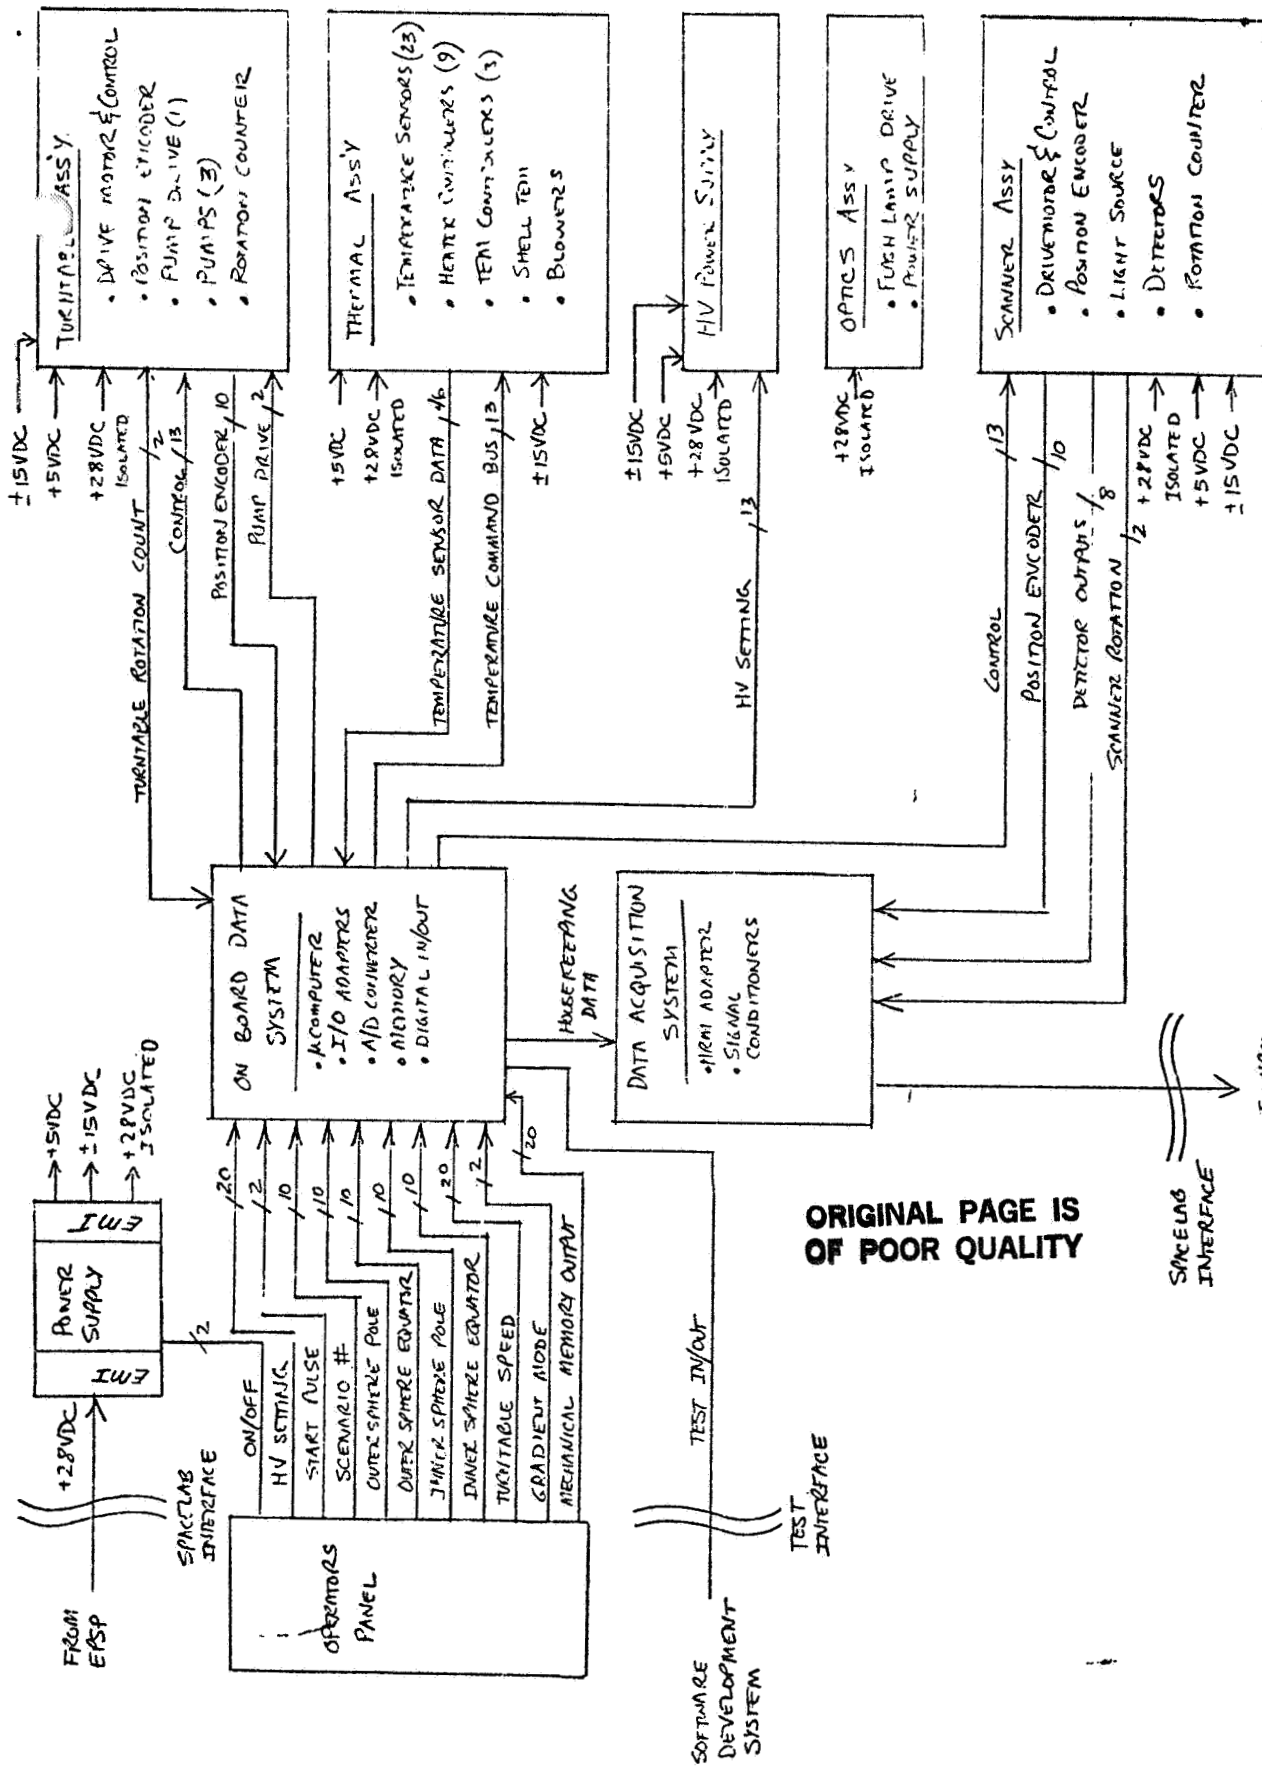 FROM
EPSP
+28VDC
SPACELAB
INTERFACE
EMI
POWER
SUPPLY
EMI
+5VDC
±15VDC
+28VDC
ISOLATED
OPERATORS
PANEL
ON/OFF
2
HV SETTING
20
START PULSE
2
SCENARIO #
10
OUTER SPHERE POLE
10
OUTER SPHERE EQUATOR
10
INNER SPHERE POLE
10
INNER SPHERE EQUATOR
10
TURNTABLE SPEED
20
GRADIENT MODE
2
MECHANICAL MEMORY OUTPUT
20
SOFTWARE
DEVELOPMENT
SYSTEM
TEST
INTERFACE
TEST IN/OUT
ON BOARD DATA
SYSTEM
• µCOMPUTER
• I/O ADAPTERS
• A/D CONVERTER
• MEMORY
• DIGITAL IN/OUT
HOUSEKEEPING
DATA
DATA ACQUISITION
SYSTEM
• HRM ADAPTER
• SIGNAL
CONDITIONERS
SPACELAB
INTERFACE
TURNTABLE ROTATION COUNT
2
CONTROL
13
POSITION ENCODER
10
PUMP DRIVE
2
TEMPERATURE SENSOR DATA
46
TEMPERATURE COMMAND BUS
13
HV SETTING
13
CONTROL
13
POSITION ENCODER
10
DETECTOR OUTPUTS
8
SCANNER ROTATION
2
±15VDC
+5VDC
+28VDC
ISOLATED
TURNTABLE ASS'Y.
• DRIVE MOTOR & CONTROL
• POSITION ENCODER
• PUMP DRIVE (1)
• PUMPS (3)
• ROTATION COUNTER
+5VDC
+28VDC
ISOLATED
±15VDC
THERMAL ASS'Y
• TEMPERATURE SENSORS (23)
• HEATER CONTROLLERS (9)
• TEM CONTROLLERS (3)
• SHELL TEM
• BLOWERS
±15VDC
+5VDC
+28VDC
ISOLATED
HV POWER SUPPLY
+28VDC
ISOLATED
OPTICS ASSY
• FLASH LAMP DRIVE
• POWER SUPPLY
SCANNER ASSY
• DRIVE MOTOR & CONTROL
• POSITION ENCODER
• LIGHT SOURCE
• DETECTORS
• ROTATION COUNTER
+28VDC
ISOLATED
+5VDC
±15VDC
ORIGINAL PAGE IS
OF POOR QUALITY